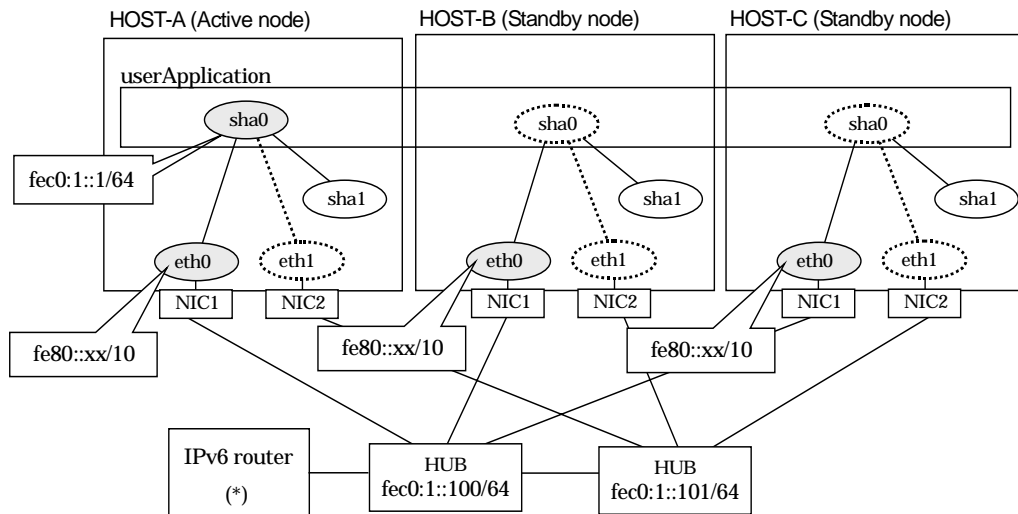 HOST-A (Active node)
HOST-B (Standby node)
HOST-C (Standby node)
userApplication
sha0
sha0
sha0
fec0:1::1/64
sha1
sha1
sha1
eth0
eth1
eth0
eth1
eth0
eth1
NIC1
NIC2
NIC1
NIC2
NIC1
NIC2
fe80::xx/10
fe80::xx/10
fe80::xx/10
IPv6 router
(*)
HUB
fec0:1::100/64
HUB
fec0:1::101/64